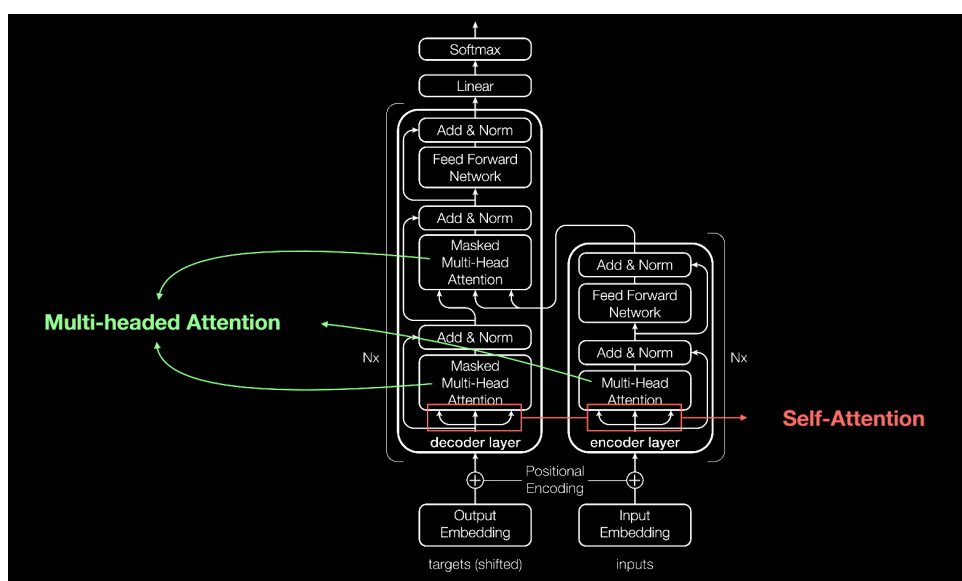 Softmax
Linear
Add & Norm
Feed Forward
Network
Add & Norm
Masked
Multi-Head
Attention
Add & Norm
Masked
Multi-Head
Attention
decoder layer
Nx
Add & Norm
Feed Forward
Network
Add & Norm
Multi-Head
Attention
encoder layer
Nx
Multi-headed Attention
Self-Attention
Positional
Encoding
Output
Embedding
Input
Embedding
targets (shifted)
inputs